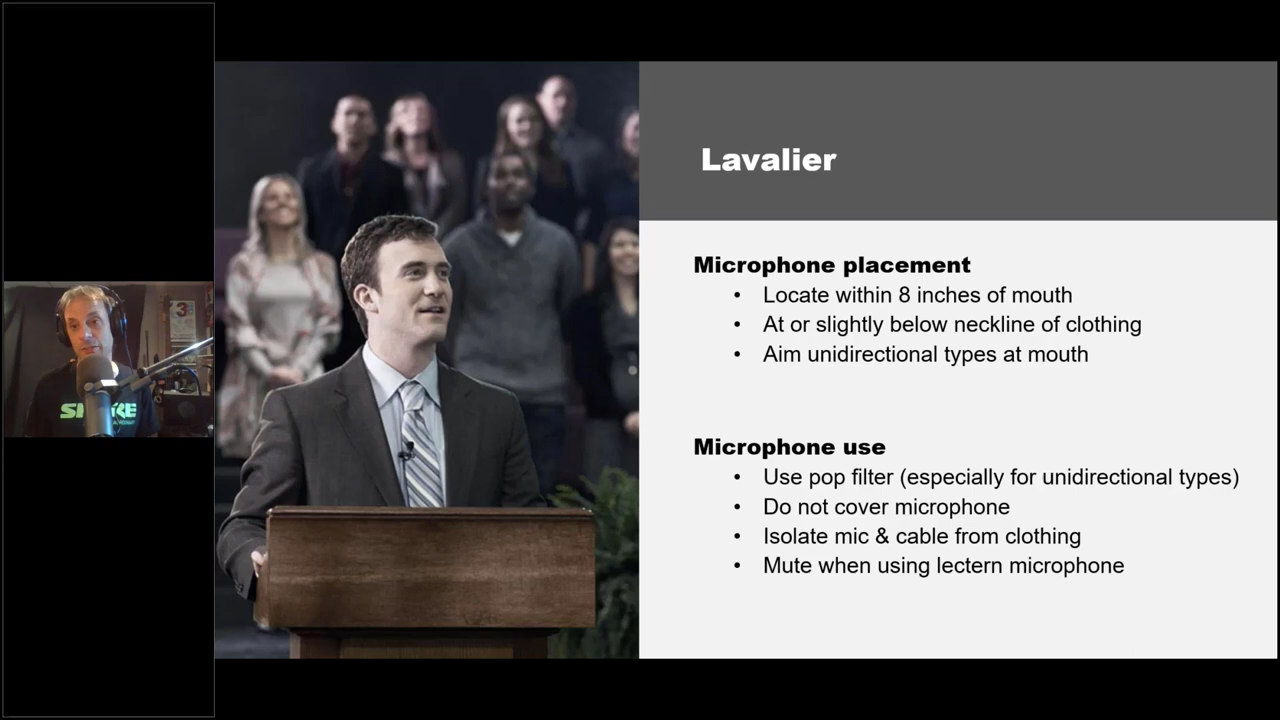 Lavalier
Microphone placement
• Locate within 8 inches of mouth
• At or slightly below neckline of clothing
• Aim unidirectional types at mouth
Microphone use
• Use pop filter (especially for unidirectional types)
• Do not cover microphone
• Isolate mic & cable from clothing
• Mute when using lectern microphone
3